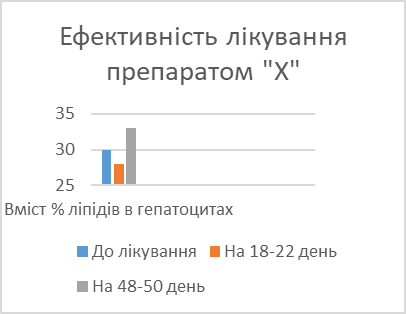 Ефективність лікування
препаратом "Х"
35
30
25
Вміст % ліпідів в гепатоцитах
До лікування
На 18-22 день
На 48-50 день